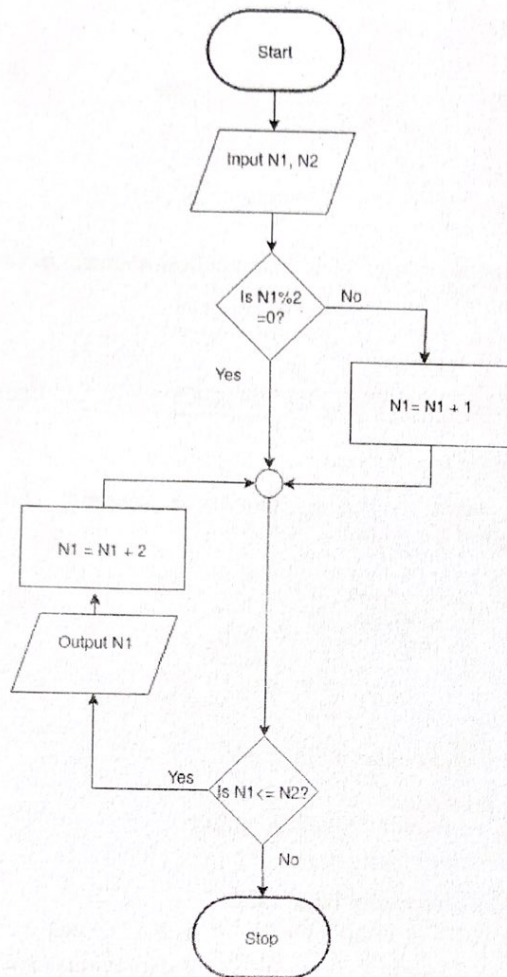 Start
Input N1, N2
Is N1%2
=0?
No
Yes
N1= N1 + 1
N1 = N1 + 2
Output N1
Yes
Is N1<= N2?
No
Stop